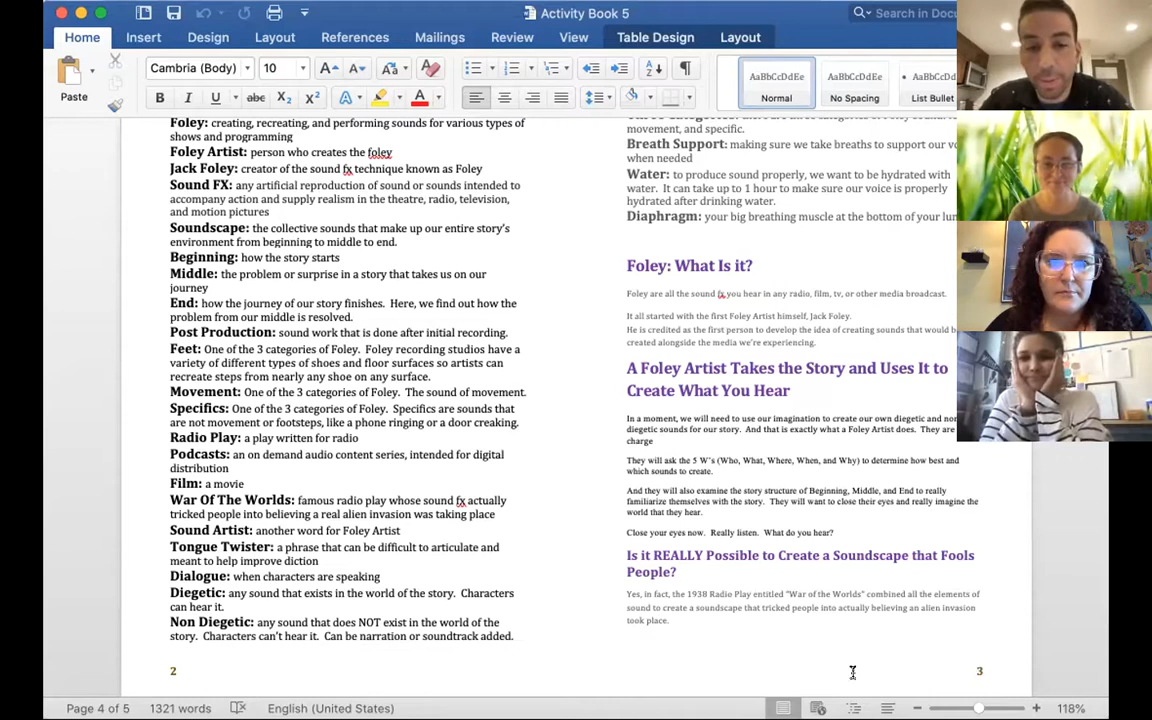 Activity Book 5
Search in Docu
Home Insert Design Layout References Mailings Review View Table Design Layout
Paste
Cambria (Body) 10
AaBbCcDdEe AaBbCcDdEe AaBbCcDd
Normal No Spacing List Bullet
Foley: creating, recreating, and performing sounds for various types of
shows and programming
Foley Artist: person who creates the foley
Jack Foley: creator of the sound fx technique known as Foley
Sound FX: any artificial reproduction of sound or sounds intended to
accompany action and supply realism in the theatre, radio, television,
and motion pictures
Soundscape: the collective sounds that make up our entire story's
environment from beginning to middle to end.
Beginning: how the story starts
Middle: the problem or surprise in a story that takes us on our
journey
End: how the journey of our story finishes. Here, we find out how the
problem from our middle is resolved.
Post Production: sound work that is done after initial recording.
Feet: One of the 3 categories of Foley. Foley recording studios have a
variety of different types of shoes and floor surfaces so artists can
recreate steps from nearly any shoe on any surface.
Movement: One of the 3 categories of Foley. The sound of movement.
Specifics: One of the 3 categories of Foley. Specifics are sounds that
are not movement or footsteps, like a phone ringing or a door creaking.
Radio Play: a play written for radio
Podcasts: an on demand audio content series, intended for digital
distribution
Film: a movie
War Of The Worlds: famous radio play whose sound fx actually
tricked people into believing a real alien invasion was taking place
Sound Artist: another word for Foley Artist
Tongue Twister: a phrase that can be difficult to articulate and
meant to help improve diction
Dialogue: when characters are speaking
Diegetic: any sound that exists in the world of the story. Characters
can hear it.
Non Diegetic: any sound that does NOT exist in the world of the
story. Characters can't hear it. Can be narration or soundtrack added.
2
movement, and specific.
Breath Support: making sure we take breaths to support our vo
when needed
Water: to produce sound properly, we want to be hydrated with
water. It can take up to 1 hour to make sure our voice is properly
hydrated after drinking water.
Diaphragm: your big breathing muscle at the bottom of your lun
Foley: What Is it?
Foley are all the sound fx you hear in any radio, film, tv, or other media broadcast.
It all started with the first Foley Artist himself, Jack Foley.
He is credited as the first person to develop the idea of creating sounds that would b
created alongside the media we're experiencing.
A Foley Artist Takes the Story and Uses It to
Create What You Hear
In a moment, we will need to use our imagination to create our own diegetic and non
diegetic sounds for our story. And that is exactly what a Foley Artist does. They are
charge
They will ask the 5 W's (Who, What, Where, When, and Why) to determine how best and
which sounds to create.
And they will also examine the story structure of Beginning, Middle, and End to really
familiarize themselves with the story. They will want to close their eyes and really imagine the
world that they hear.
Close your eyes now. Really listen. What do you hear?
Is it REALLY Possible to Create a Soundscape that Fools
People?
Yes, in fact, the 1938 Radio Play entitled "War of the Worlds" combined all the elements of
sound to create a soundscape that tricked people into actually believing an alien invasion
took place.
3
Page 4 of 5 1321 words English (United States) 118%